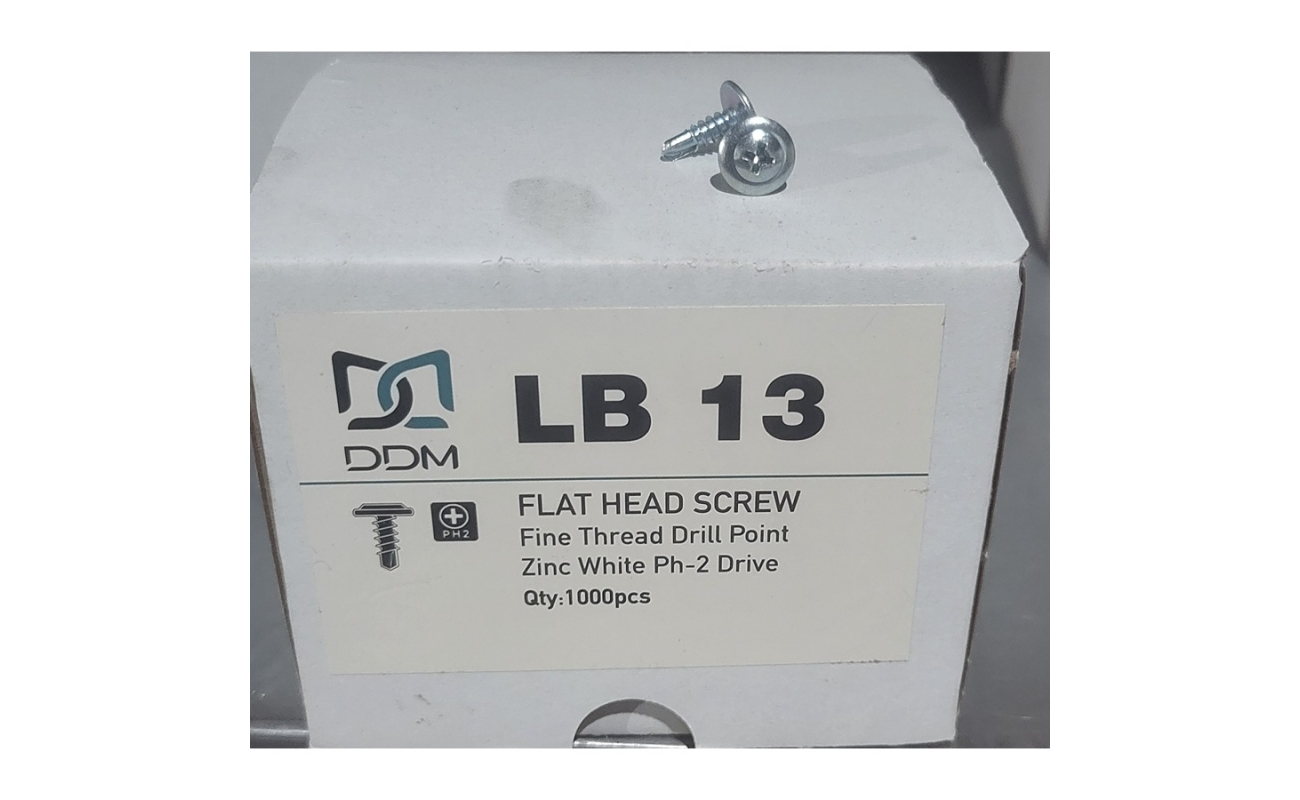 DDM
LB 13
PH2
FLAT HEAD SCREW
Fine Thread Drill Point
Zinc White Ph-2 Drive
Qty:1000pcs